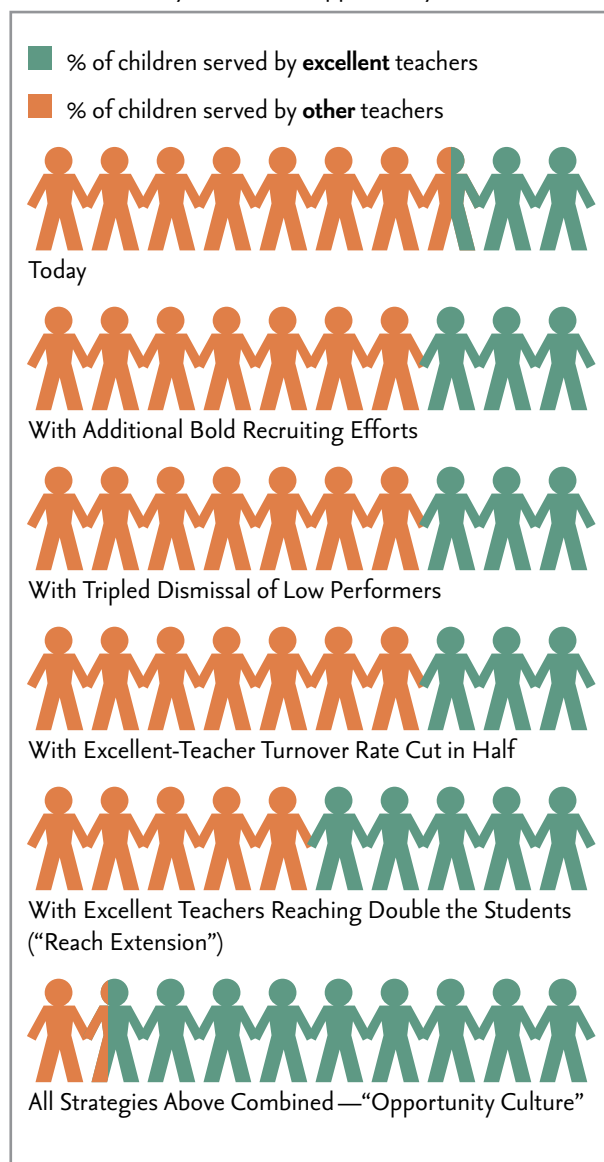 % of children served by excellent teachers
% of children served by other teachers
Today
With Additional Bold Recruiting Efforts
With Tripled Dismissal of Low Performers
With Excellent-Teacher Turnover Rate Cut in Half
With Excellent Teachers Reaching Double the Students
(“Reach Extension”)
All Strategies Above Combined—“Opportunity Culture”